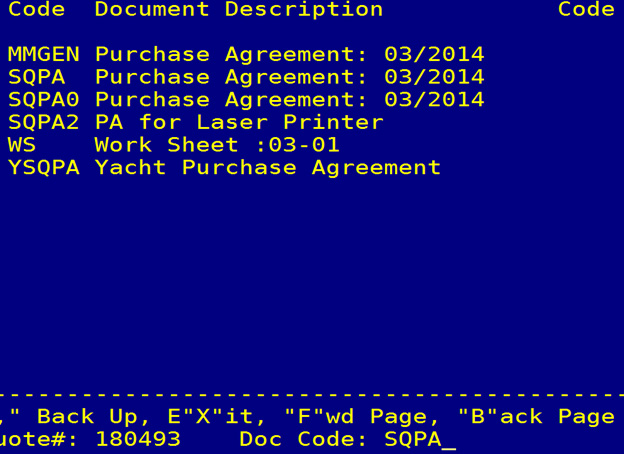 Code  Document Description            Code
MMGEN Purchase Agreement: 03/2014
SQPA  Purchase Agreement: 03/2014
SQPA0 Purchase Agreement: 03/2014
SQPA2 PA for Laser Printer
WS    Work Sheet :03-01
YSQPA Yacht Purchase Agreement
-------------------------------------------
," Back Up, E"X"it, "F"wd Page, "B"ack Page
uote#: 180493    Doc Code: SQPA_